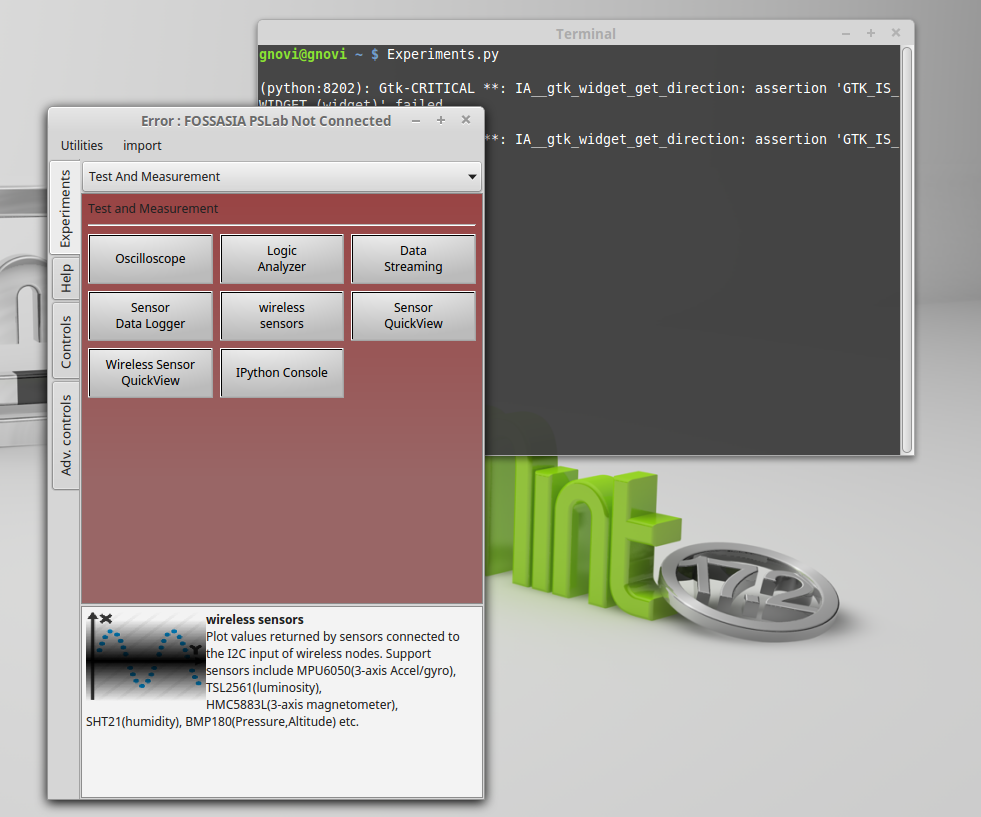 Terminal
gnovi@gnovi ~ $ Experiments.py
(python:8202): Gtk-CRITICAL **: IA__gtk_widget_get_direction: assertion 'GTK_IS_
WIDGET (widget)' failed
**: IA__gtk_widget_get_direction: assertion 'GTK_IS_
Error : FOSSASIA PSLab Not Connected
Utilities import
Experiments
Help
Controls
Adv. controls
Test And Measurement
Test and Measurement
Oscilloscope
Logic
Analyzer
Data
Streaming
Sensor
Data Logger
wireless
sensors
Sensor
QuickView
Wireless Sensor
QuickView
IPython Console
X
Y
wireless sensors
Plot values returned by sensors connected to
the I2C input of wireless nodes. Support
sensors include MPU6050(3-axis Accel/gyro),
TSL2561(luminosity),
HMC5883L(3-axis magnetometer),
SHT21(humidity), BMP180(Pressure,Altitude) etc.
int
17.2